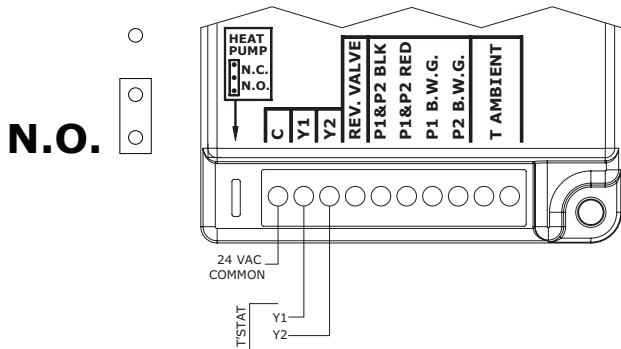 HEAT
PUMP
N.C.
N.O.
N.O.
C
Y1
Y2
REV. VALVE
P1&P2 BLK
P1&P2 RED
P1 B.W.G.
P2 B.W.G.
T AMBIENT
24 VAC
COMMON
T'STAT
Y1
Y2